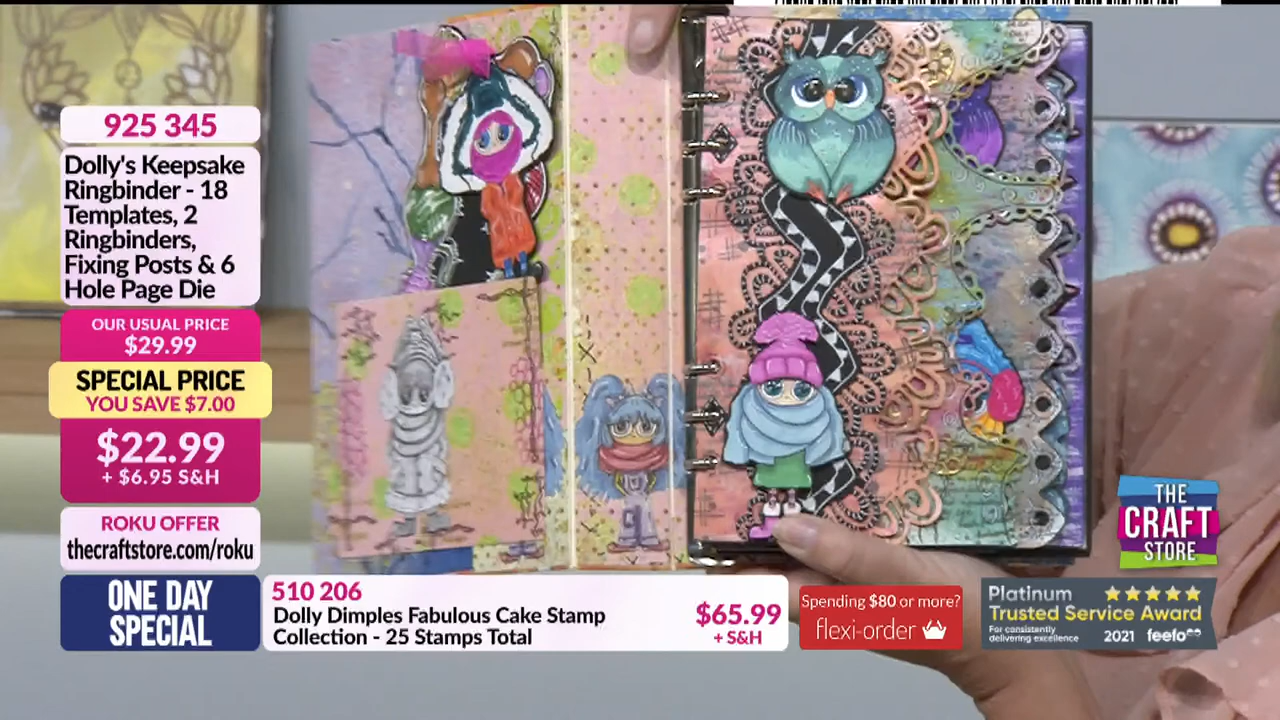 925 345
Dolly's Keepsake
Ringbinder - 18
Templates, 2
Ringbinders,
Fixing Posts & 6
Hole Page Die
OUR USUAL PRICE
$29.99
SPECIAL PRICE
YOU SAVE $7.00
$22.99
+ $6.95 S&H
ROKU OFFER
thecraftstore.com/roku
ONE DAY
SPECIAL
510 206
Dolly Dimples Fabulous Cake Stamp
Collection - 25 Stamps Total
$65.99
+ S&H
Spending $80 or more?
flexi-order
Platinum
Trusted Service Award
For consistently
delivering excellence
2021 feefo
THE
CRAFT
STORE